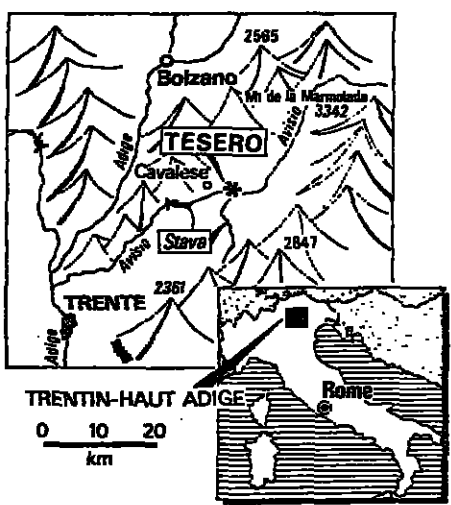 2565
Bolzano
Mt de la Marmolada
3342
Avisio
TESERO
Adige
Cavalese
Stava
Avisio
2847
2361
TRENTE
Adige
TRENTIN-HAUT ADIGE
Rome
0 10 20
km